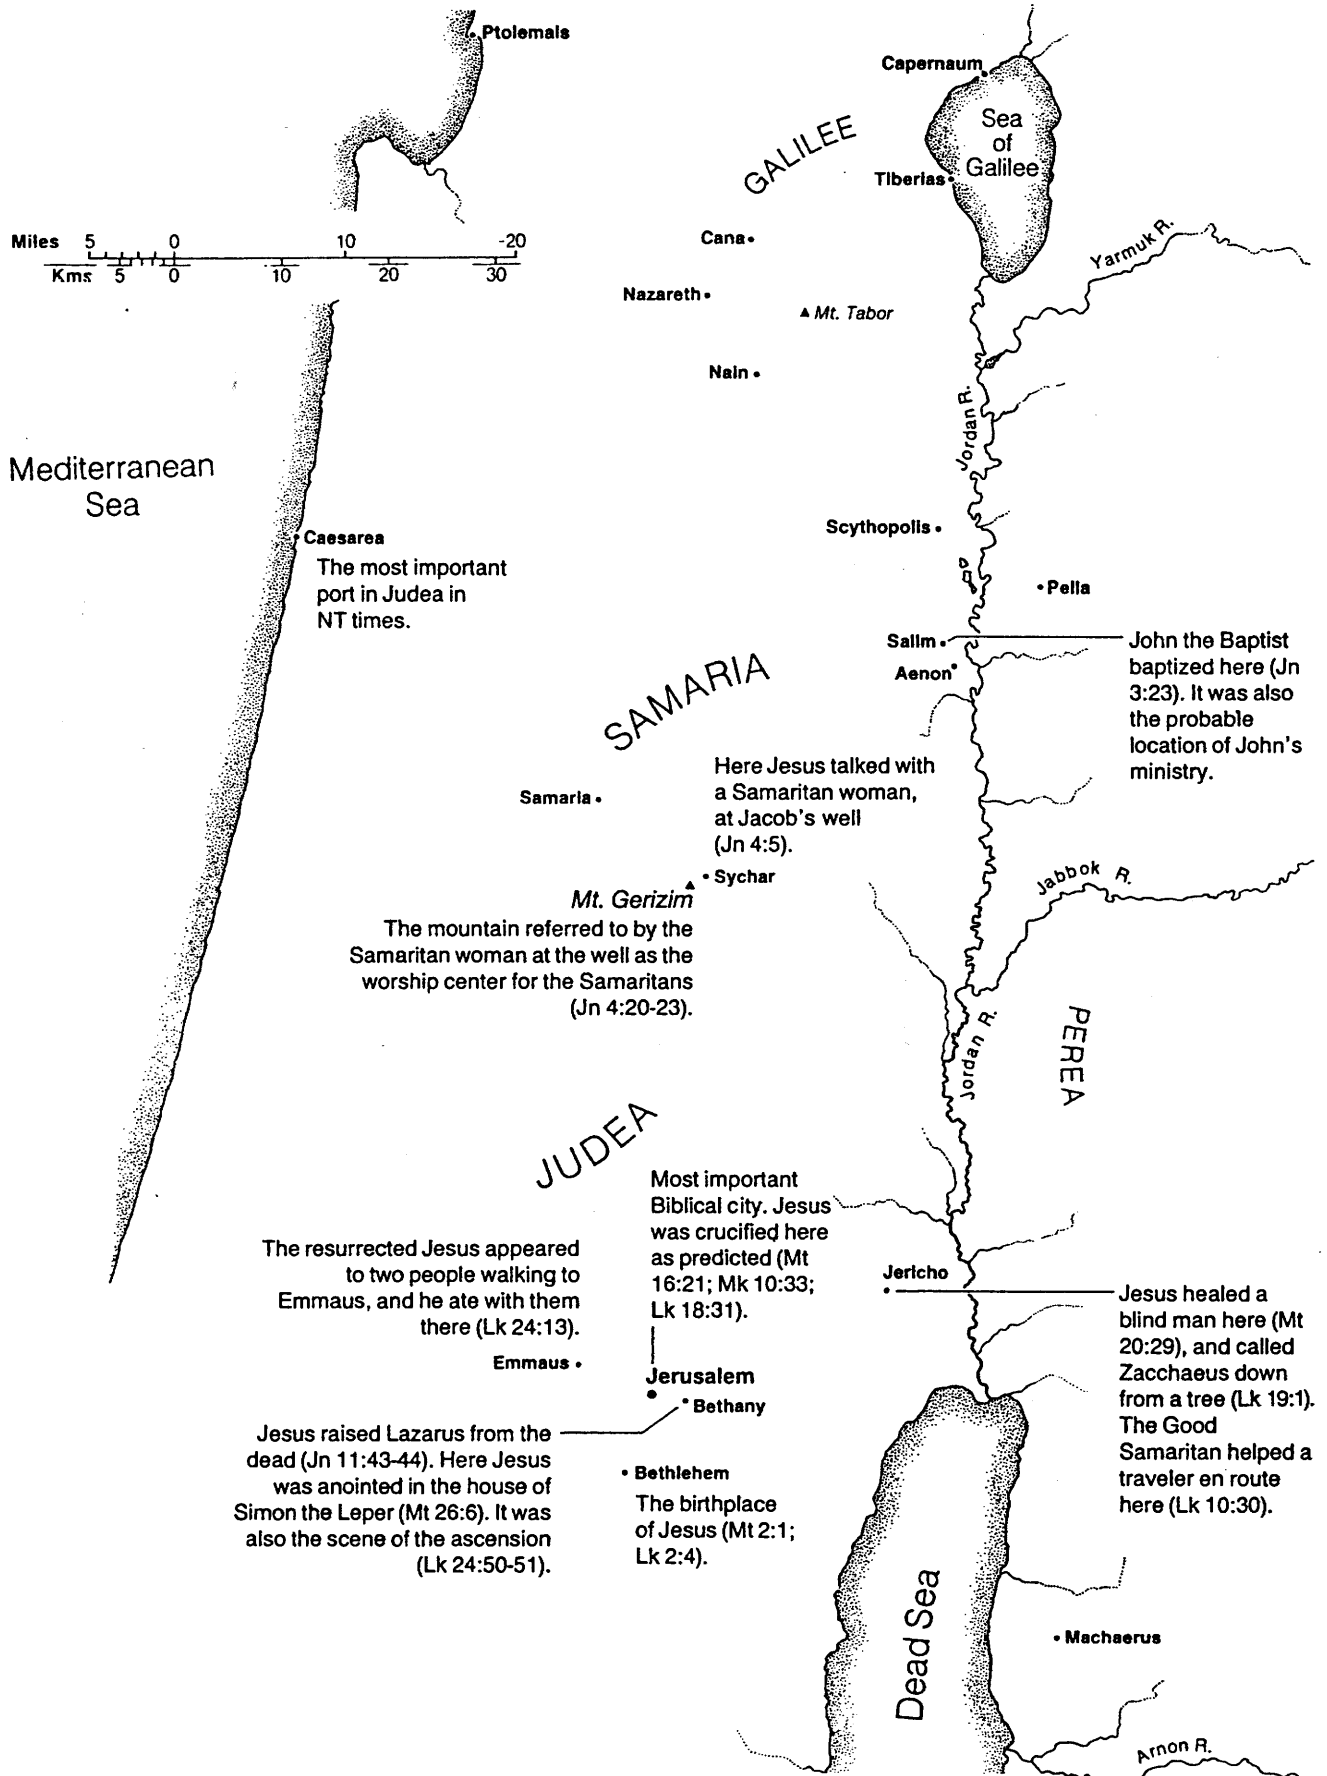 Ptolemais
Capernaum
Sea
of
Galilee
GALILEE
Tiberias
Miles 5 0 10 -20
Kms 5 0 10 20 30
Cana
Yarmuk R.
Nazareth
Mt. Tabor
Nain
Jordan R.
Mediterranean
Sea
Scythopolis
Caesarea
The most important
port in Judea in
NT times.
Pella
Salim
Aenon
John the Baptist
baptized here (Jn
3:23). It was also
the probable
location of John's
ministry.
SAMARIA
Here Jesus talked with
a Samaritan woman,
at Jacob's well
(Jn 4:5).
Samaria
Sychar
Jabbok R.
Mt. Gerizim
The mountain referred to by the
Samaritan woman at the well as the
worship center for the Samaritans
(Jn 4:20-23).
Jordan R.
PEREA
JUDEA
Most important
Biblical city. Jesus
was crucified here
as predicted (Mt
16:21; Mk 10:33;
Lk 18:31).
The resurrected Jesus appeared
to two people walking to
Emmaus, and he ate with them
there (Lk 24:13).
Emmaus
Jericho
Jesus healed a
blind man here (Mt
20:29), and called
Zacchaeus down
from a tree (Lk 19:1).
The Good
Samaritan helped a
traveler en route
here (Lk 10:30).
Jerusalem
Bethany
Jesus raised Lazarus from the
dead (Jn 11:43-44). Here Jesus
was anointed in the house of
Simon the Leper (Mt 26:6). It was
also the scene of the ascension
(Lk 24:50-51).
Bethlehem
The birthplace
of Jesus (Mt 2:1;
Lk 2:4).
Dead Sea
Machaerus
Arnon R.